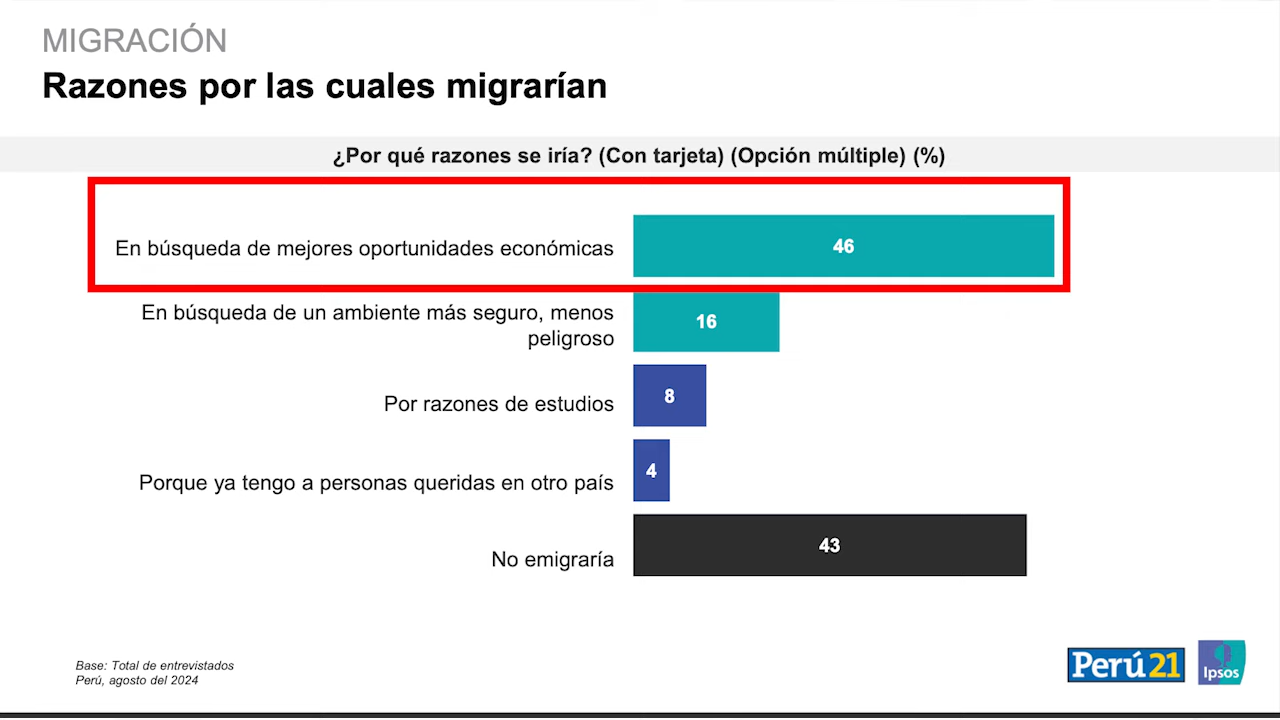 MIGRACIÓN
Razones por las cuales migrarían
¿Por qué razones se iría? (Con tarjeta) (Opción múltiple) (%)
En búsqueda de mejores oportunidades económicas 46
En búsqueda de un ambiente más seguro, menos
peligroso 16
Por razones de estudios 8
Porque ya tengo a personas queridas en otro país 4
No emigraría 43
Base: Total de entrevistados
Perú, agosto del 2024
Perú21
Ipsos